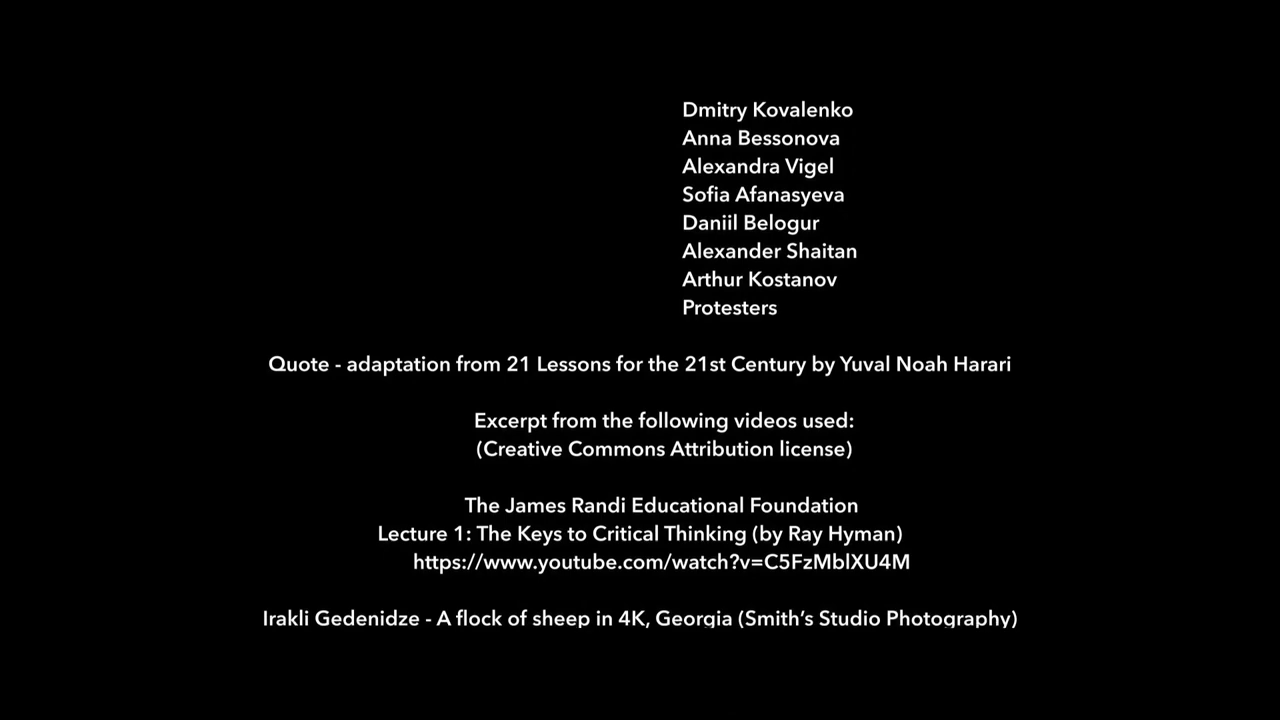 Dmitry Kovalenko
Anna Bessonova
Alexandra Vigel
Sofia Afanasyeva
Daniil Belogur
Alexander Shaitan
Arthur Kostanov
Protesters
Quote - adaptation from 21 Lessons for the 21st Century by Yuval Noah Harari
Excerpt from the following videos used:
(Creative Commons Attribution license)
The James Randi Educational Foundation
Lecture 1: The Keys to Critical Thinking (by Ray Hyman)
https://www.youtube.com/watch?v=C5FzMblXU4M
Irakli Gedenidze - A flock of sheep in 4K, Georgia (Smith’s Studio Photography)